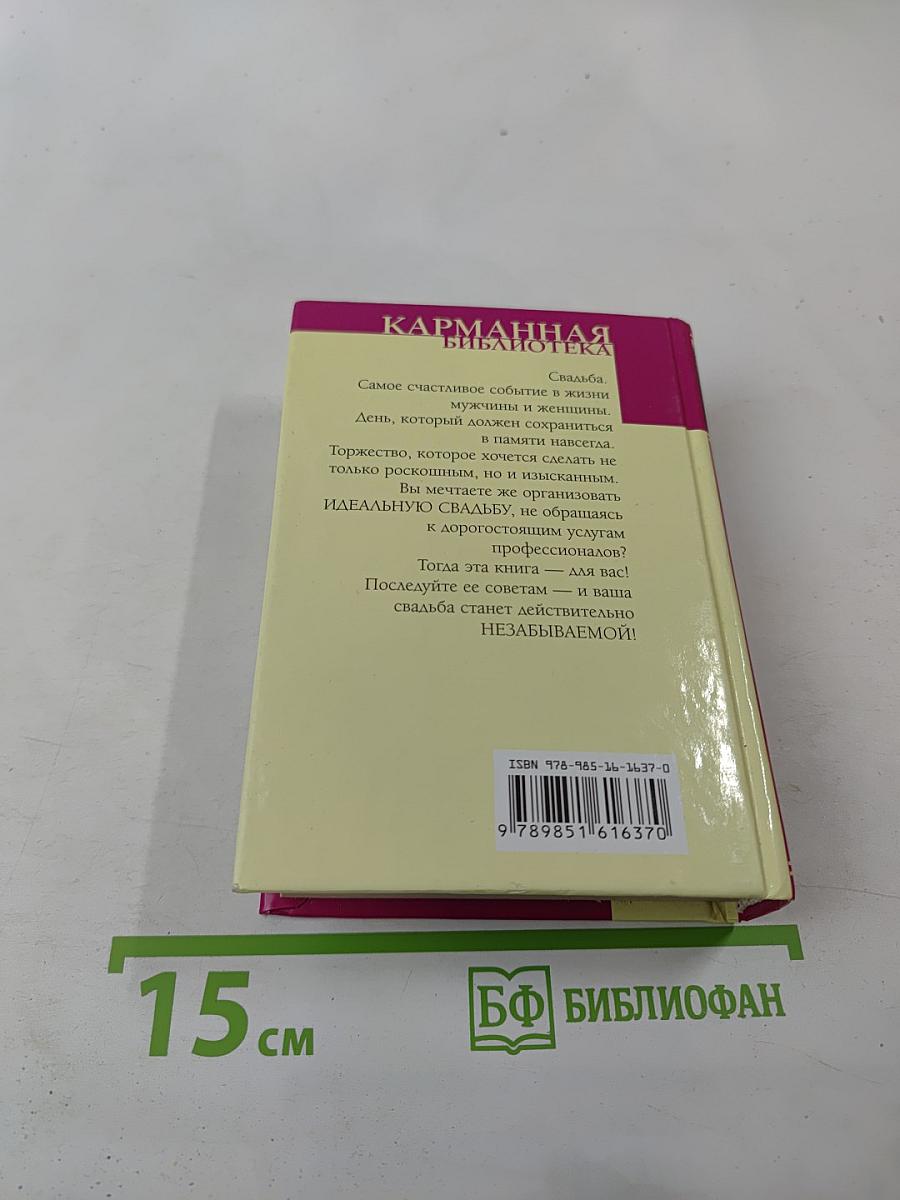 КАРМАННАЯ
БИБЛИОТЕКА
Свадьба.
Самое счастливое событие в жизни
мужчины и женщины.
День, который должен сохраниться
в памяти навсегда.
Торжество, которое хочется сделать не
только роскошным, но и изысканным.
Вы мечтаете же организовать
ИДЕАЛЬНУЮ СВАДЬБУ, не обращаясь
к дорогостоящим услугам
профессионалов?
Тогда эта книга — для вас!
Последуйте ее советам — и ваша
свадьба станет действительно
НЕЗАБЫВАЕМОЙ!
ISBN 978-985-16-1637-0
9 789851 616370
15 см
БФ БИБЛИОФАН